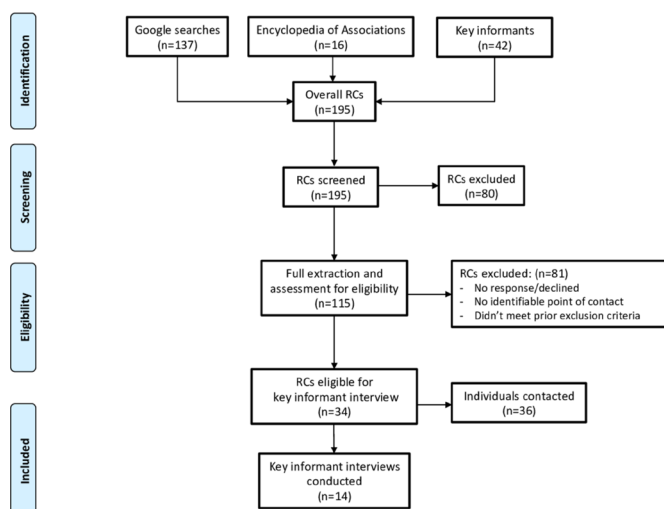 Identification
Google searches
(n=137)
Encyclopedia of Associations
(n=16)
Key informants
(n=42)
Overall RCs
(n=195)
Screening
RCs screened
(n=195)
RCs excluded
(n=80)
Eligibility
Full extraction and
assessment for eligibility
(n=115)
RCs excluded: (n=81)
- No response/declined
- No identifiable point of contact
- Didn't meet prior exclusion criteria
RCs eligible for
key informant interview
(n=34)
Individuals contacted
(n=36)
Included
Key informant interviews
conducted
(n=14)